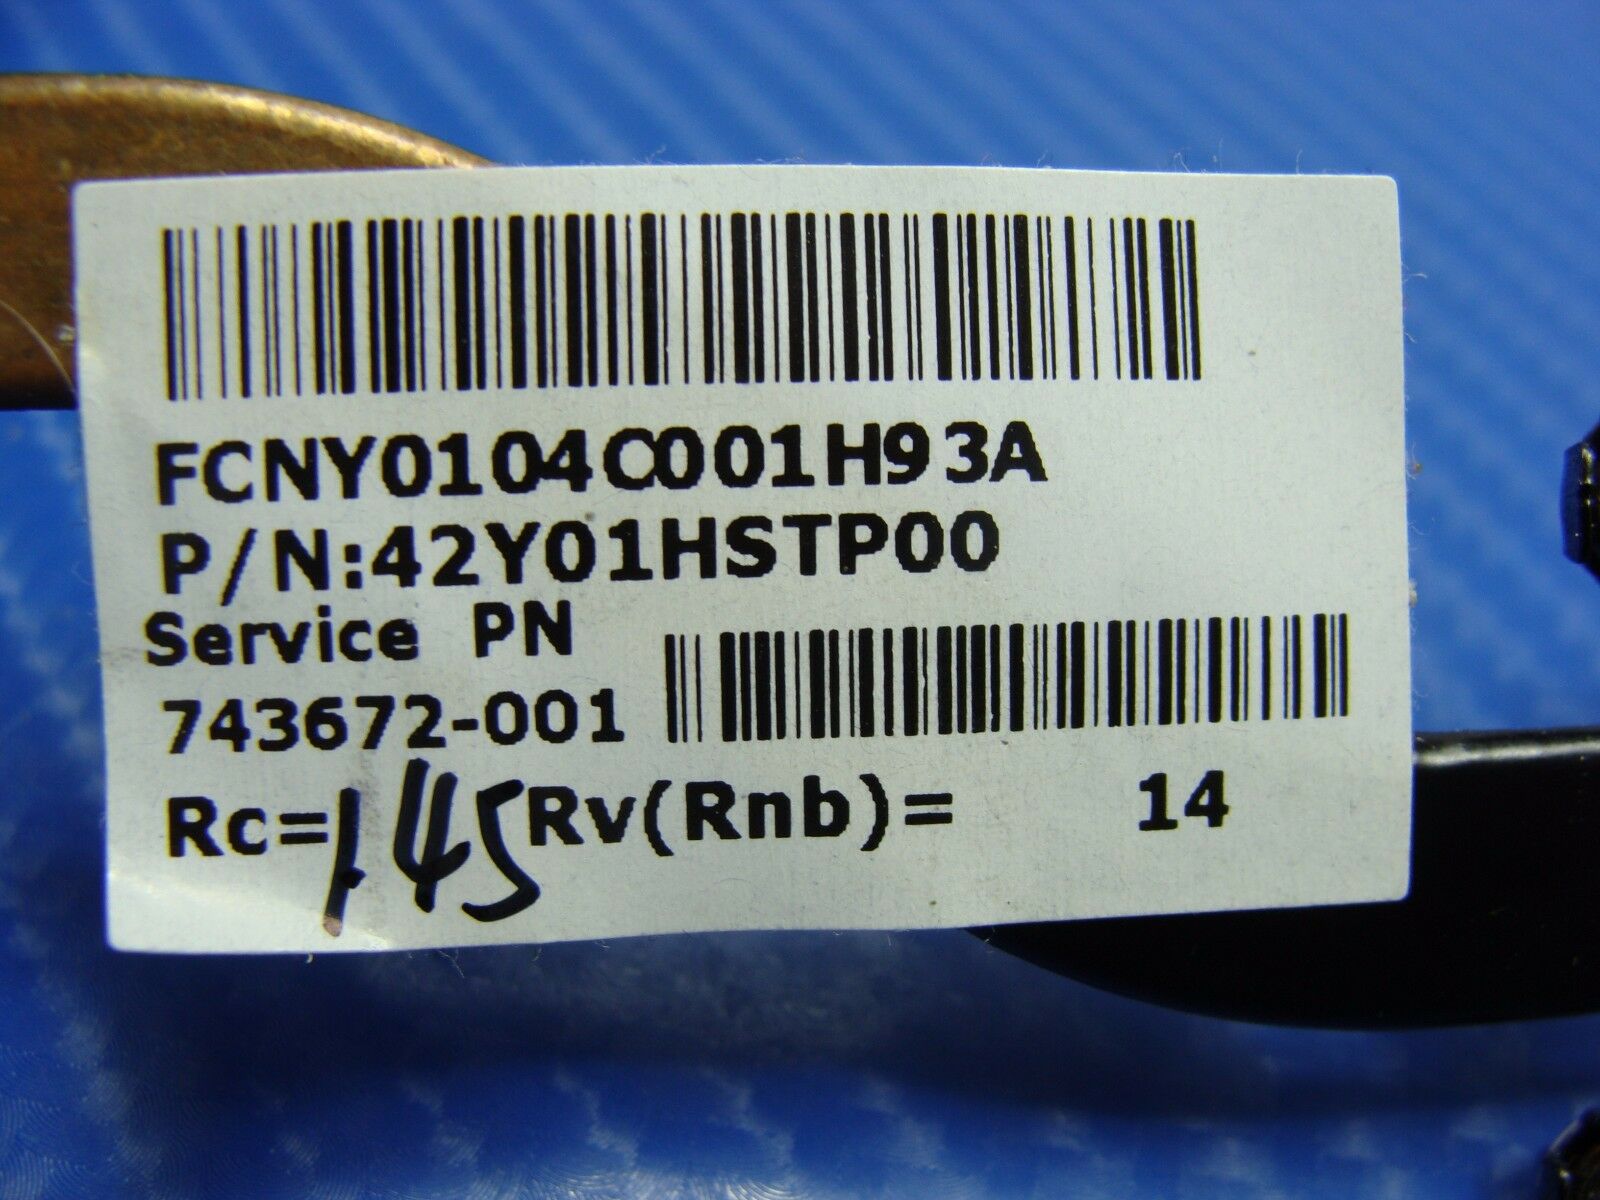 FCNY0104C001H93A
P/N:42Y01HSTP00
Service PN
743672-001
Rc=1.45 Rv(Rnb)= 14